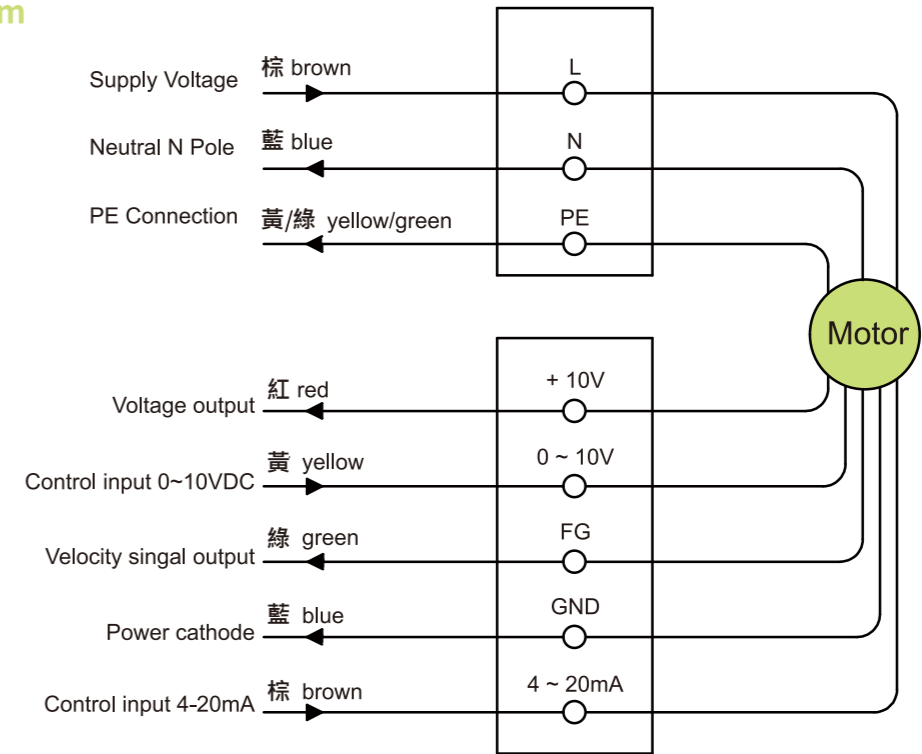 m
Supply Voltage 棕 brown L
Neutral N Pole 藍 blue N
PE Connection 黃/綠 yellow/green PE
Motor
Voltage output 紅 red + 10V
Control input 0~10VDC 黃 yellow 0 ~ 10V
Velocity singal output 綠 green FG
Power cathode 藍 blue GND
Control input 4-20mA 棕 brown 4 ~ 20mA